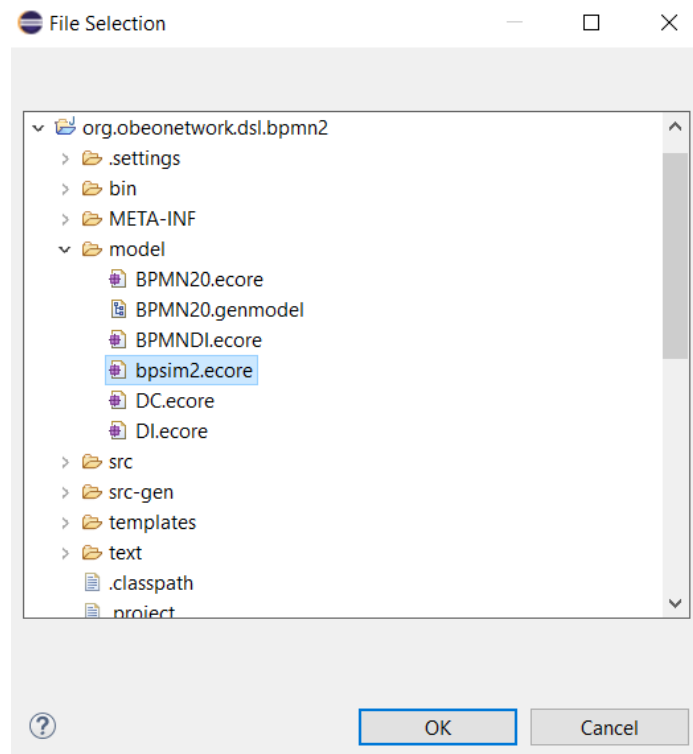 File Selection
org.obeonetwork.dsl.bpmn2
.settings
bin
META-INF
model
BPMN20.ecore
BPMN20.genmodel
BPMNDI.ecore
bpsim2.ecore
DC.ecore
DI.ecore
src
src-gen
templates
text
.classpath
.project
OK Cancel